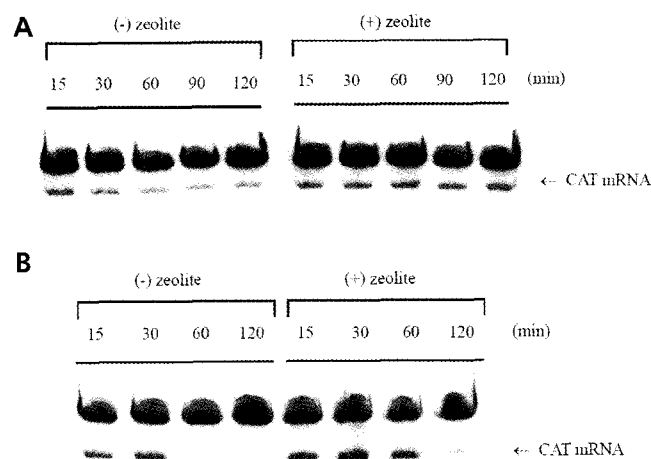 A
(-) zeolite (+) zeolite
15 30 60 90 120 15 30 60 90 120 (min)
← CAT mRNA
B
(-) zeolite (+) zeolite
15 30 60 120 15 30 60 120 (min)
← CAT mRNA